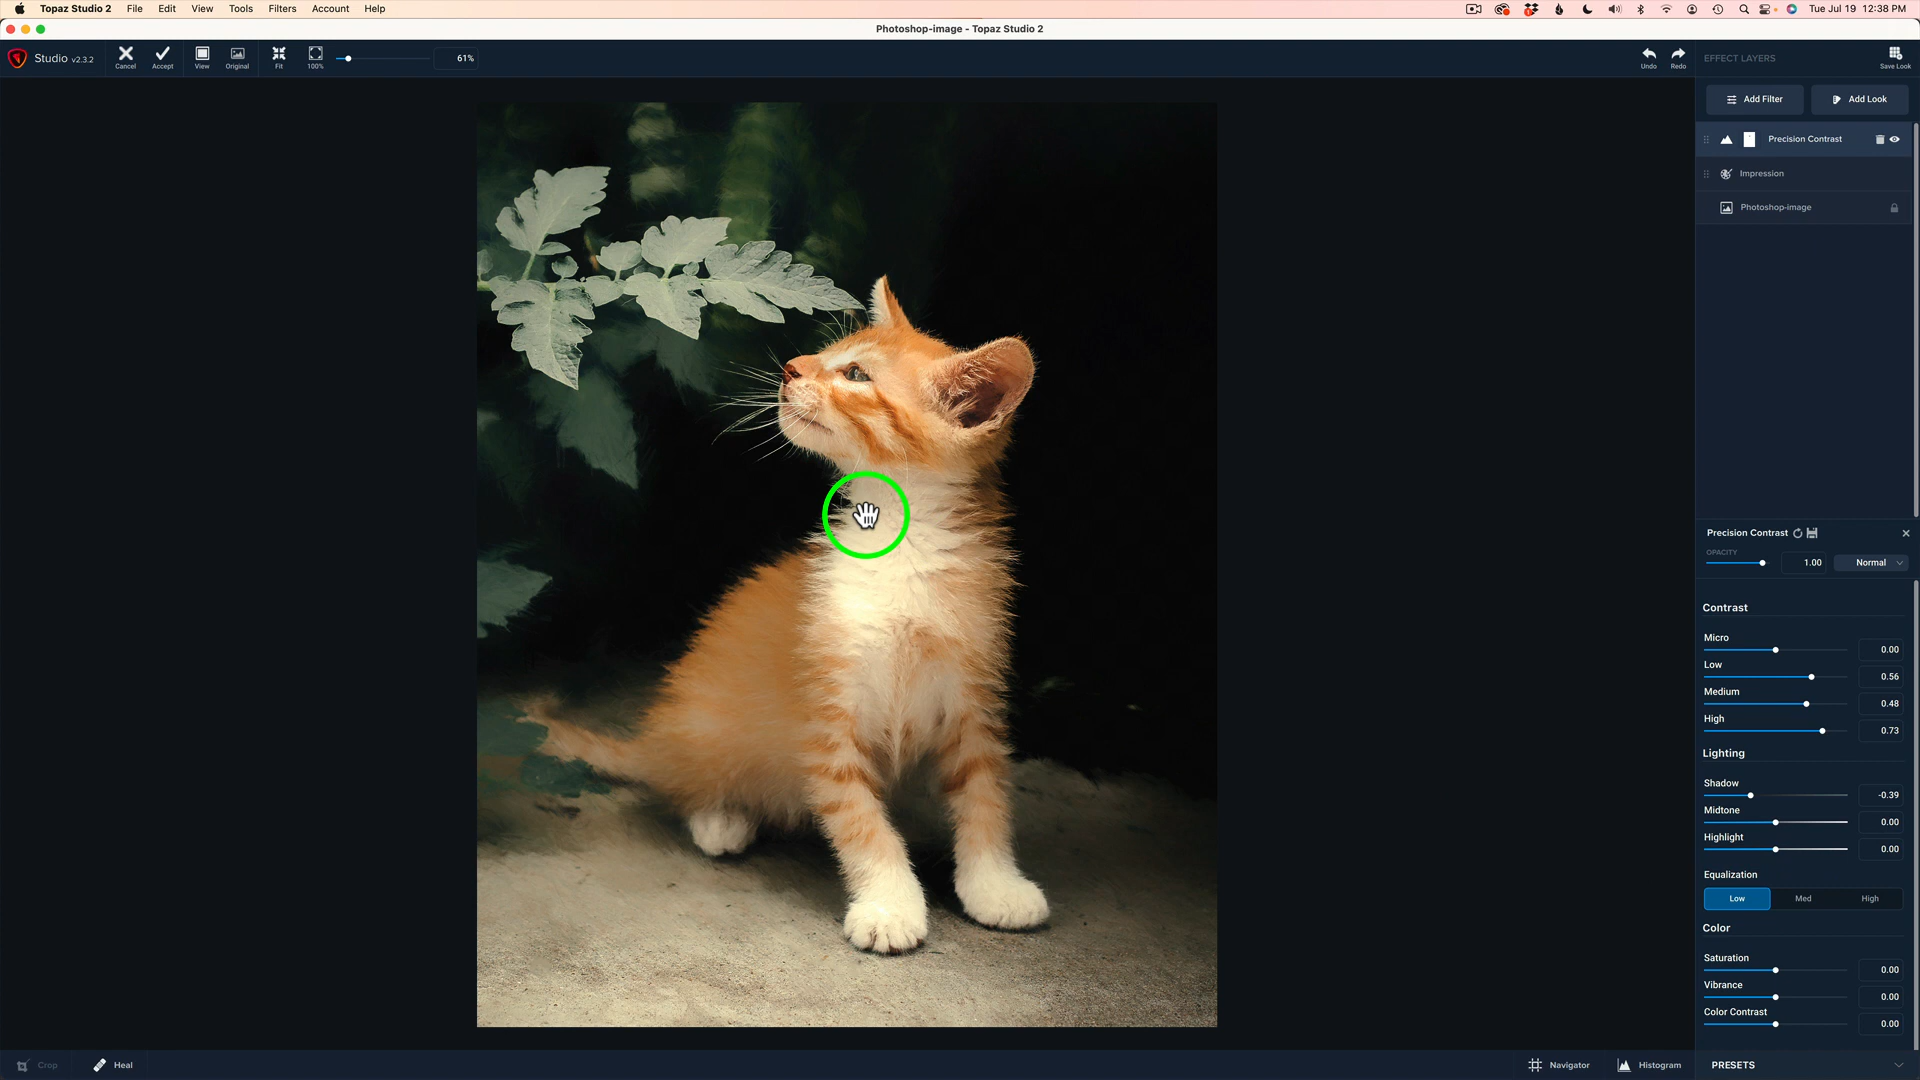 Topaz Studio 2 File Edit View Tools Filters Account Help Tue Jul 19 12:38 PM
Photoshop-image - Topaz Studio 2
Studio v2.3.2 Cancel Accept View Original Fit 100% 61% Undo Redo EFFECT LAYERS Save Look
Add Filter Add Look
Precision Contrast
Impression
Photoshop-image
Precision Contrast
OPACITY
1.00 Normal
Contrast
Micro
0.00
Low
0.56
Medium
0.48
High
0.73
Lighting
Shadow
-0.39
Midtone
0.00
Highlight
0.00
Equalization
Low Med High
Color
Saturation
0.00
Vibrance
0.00
Color Contrast
0.00
Crop Heal Navigator Histogram PRESETS